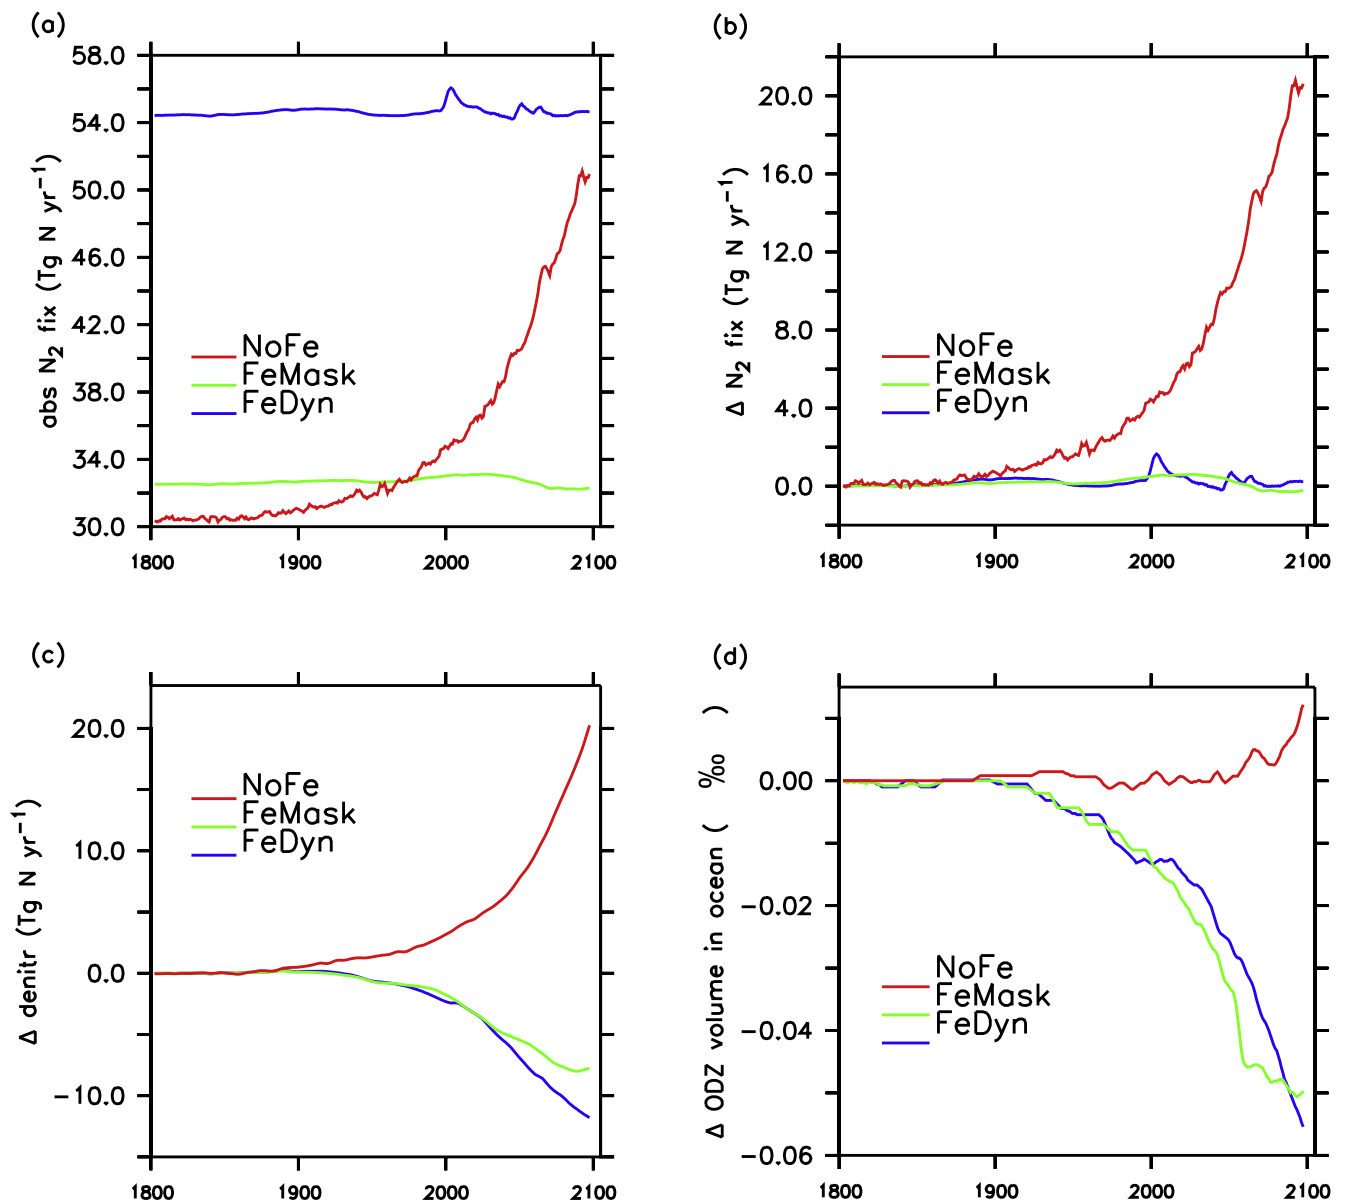 (a)
abs N2 fix (Tg N yr−1)
58.0
54.0
50.0
46.0
42.0
38.0
34.0
30.0
NoFe
FeMask
FeDyn
1800 1900 2000 2100
(b)
Δ N2 fix (Tg N yr−1)
20.0
16.0
12.0
8.0
4.0
0.0
NoFe
FeMask
FeDyn
1800 1900 2000 2100
(c)
Δ denitr (Tg N yr−1)
20.0
10.0
0.0
−10.0
NoFe
FeMask
FeDyn
1800 1900 2000 2100
(d)
Δ ODZ volume in ocean ( ‰ )
0.00
−0.02
−0.04
−0.06
NoFe
FeMask
FeDyn
1800 1900 2000 2100